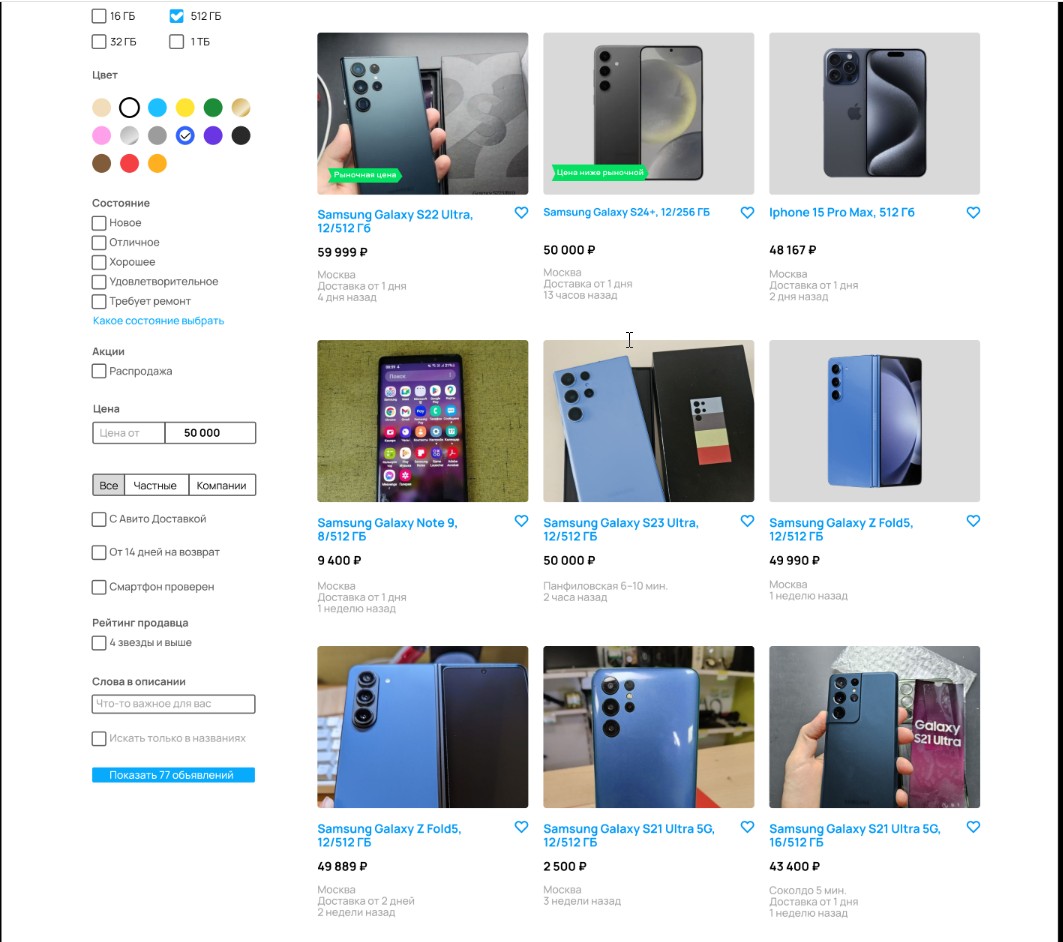 16 ГБ
512 ГБ
32 ГБ
1 ТБ
Цвет
Состояние
Новое
Отличное
Хорошее
Удовлетворительное
Требует ремонт
Какое состояние выбрать
Акции
Распродажа
Цена
Цена от
50 000
Все
Частные
Компании
С Авито Доставкой
От 14 дней на возврат
Смартфон проверен
Рейтинг продавца
4 звезды и выше
Слова в описании
Что-то важное для вас
Искать только в названиях
Показать 77 объявлений
Рыночная цена
Samsung Galaxy S22 Ultra,
12/512 ГБ
59 999 ₽
Москва
Доставка от 1 дня
4 дня назад
Цена ниже рыночной
Samsung Galaxy S24+, 12/256 ГБ
50 000 ₽
Москва
Доставка от 1 дня
13 часов назад
Iphone 15 Pro Max, 512 Гб
48 167 ₽
Москва
Доставка от 1 дня
2 дня назад
Поиск
Samsung Galaxy Note 9,
8/512 ГБ
9 400 ₽
Москва
Доставка от 1 дня
1 неделю назад
Samsung Galaxy S23 Ultra,
12/512 ГБ
50 000 ₽
Панфиловская 6–10 мин.
2 часа назад
Samsung Galaxy Z Fold5,
12/512 ГБ
49 990 ₽
Москва
1 неделю назад
Samsung Galaxy Z Fold5,
12/512 ГБ
49 889 ₽
Москва
Доставка от 2 дней
2 недели назад
Samsung Galaxy S21 Ultra 5G,
12/512 ГБ
2 500 ₽
Москва
3 недели назад
Galaxy
S21 Ultra
Samsung Galaxy S21 Ultra 5G,
16/512 ГБ
43 400 ₽
Соколдо 5 мин.
Доставка от 1 дня
1 неделю назад